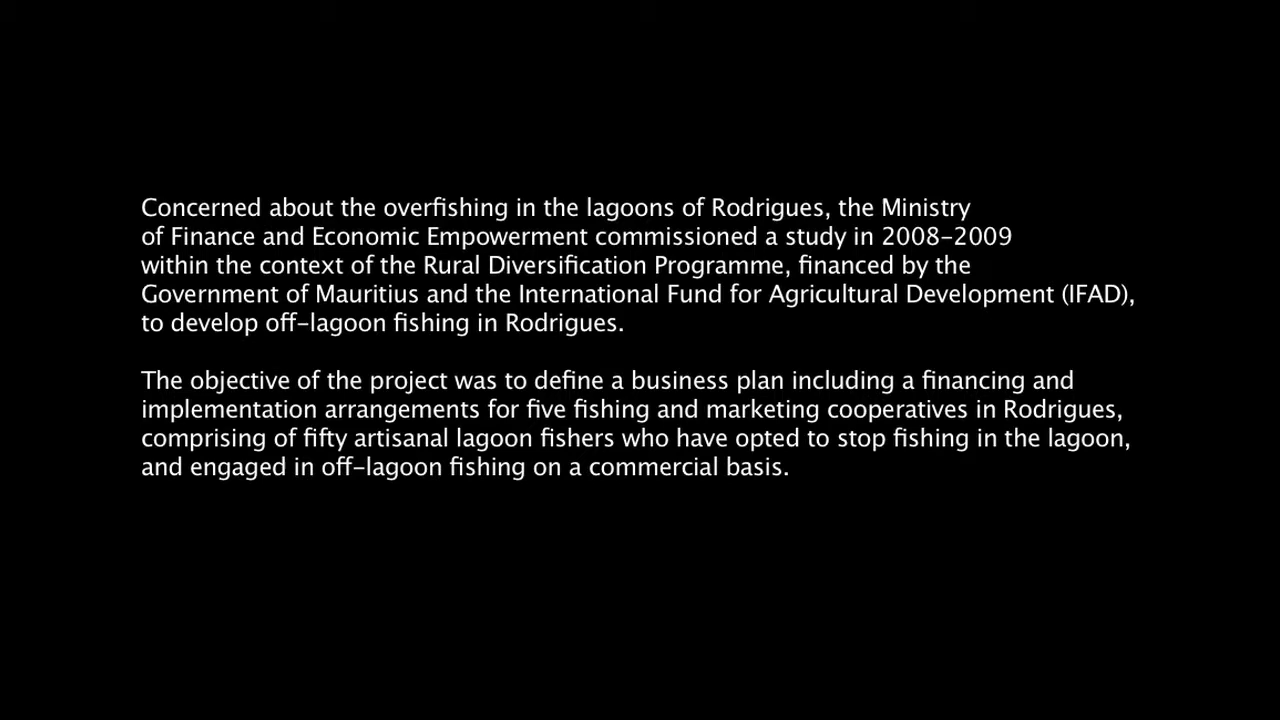 Concerned about the overfishing in the lagoons of Rodrigues, the Ministry
of Finance and Economic Empowerment commissioned a study in 2008-2009
within the context of the Rural Diversification Programme, financed by the
Government of Mauritius and the International Fund for Agricultural Development (IFAD),
to develop off-lagoon fishing in Rodrigues.
The objective of the project was to define a business plan including a financing and
implementation arrangements for five fishing and marketing cooperatives in Rodrigues,
comprising of fifty artisanal lagoon fishers who have opted to stop fishing in the lagoon,
and engaged in off-lagoon fishing on a commercial basis.